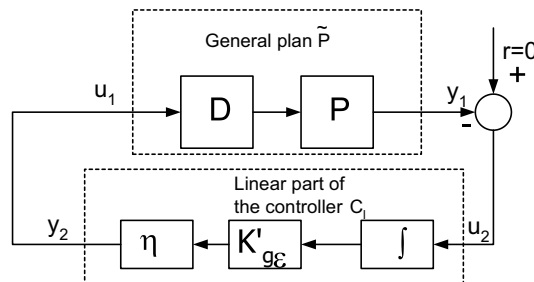 General plan P̃
r=0
+
u₁
D
P
y₁
-
Linear part of
the controller Cₗ
y₂
η
K'gε
∫
u₂